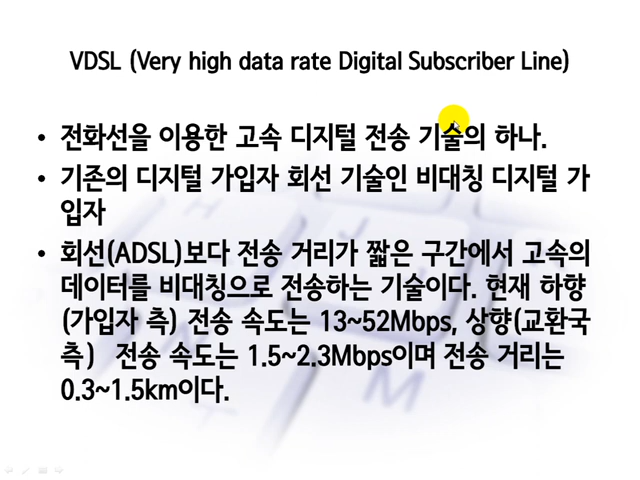 VDSL (Very high data rate Digital Subscriber Line)
• 전화선을 이용한 고속 디지털 전송 기술의 하나.
• 기존의 디지털 가입자 회선 기술인 비대칭 디지털 가
입자
• 회선(ADSL)보다 전송 거리가 짧은 구간에서 고속의
데이터를 비대칭으로 전송하는 기술이다. 현재 하향
(가입자 측) 전송 속도는 13~52Mbps, 상향(교환국
측) 전송 속도는 1.5~2.3Mbps이며 전송 거리는
0.3~1.5km이다.